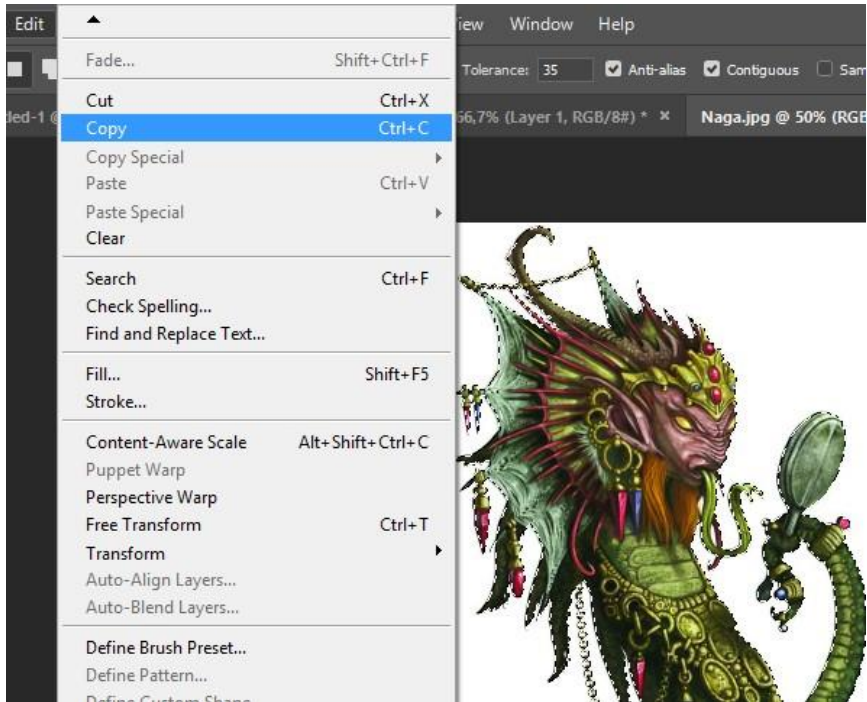 Edit
iew Window Help
Fade... Shift+Ctrl+F
Tolerance: 35 Anti-alias Contiguous Sam
Cut Ctrl+X
ded-1 @
66,7% (Layer 1, RGB/8#) * × Naga.jpg @ 50% (RGB
Copy Ctrl+C
Copy Special
Paste Ctrl+V
Paste Special
Clear
Search Ctrl+F
Check Spelling...
Find and Replace Text...
Fill... Shift+F5
Stroke...
Content-Aware Scale Alt+Shift+Ctrl+C
Puppet Warp
Perspective Warp
Free Transform Ctrl+T
Transform
Auto-Align Layers...
Auto-Blend Layers...
Define Brush Preset...
Define Pattern...
Define Custom Shape